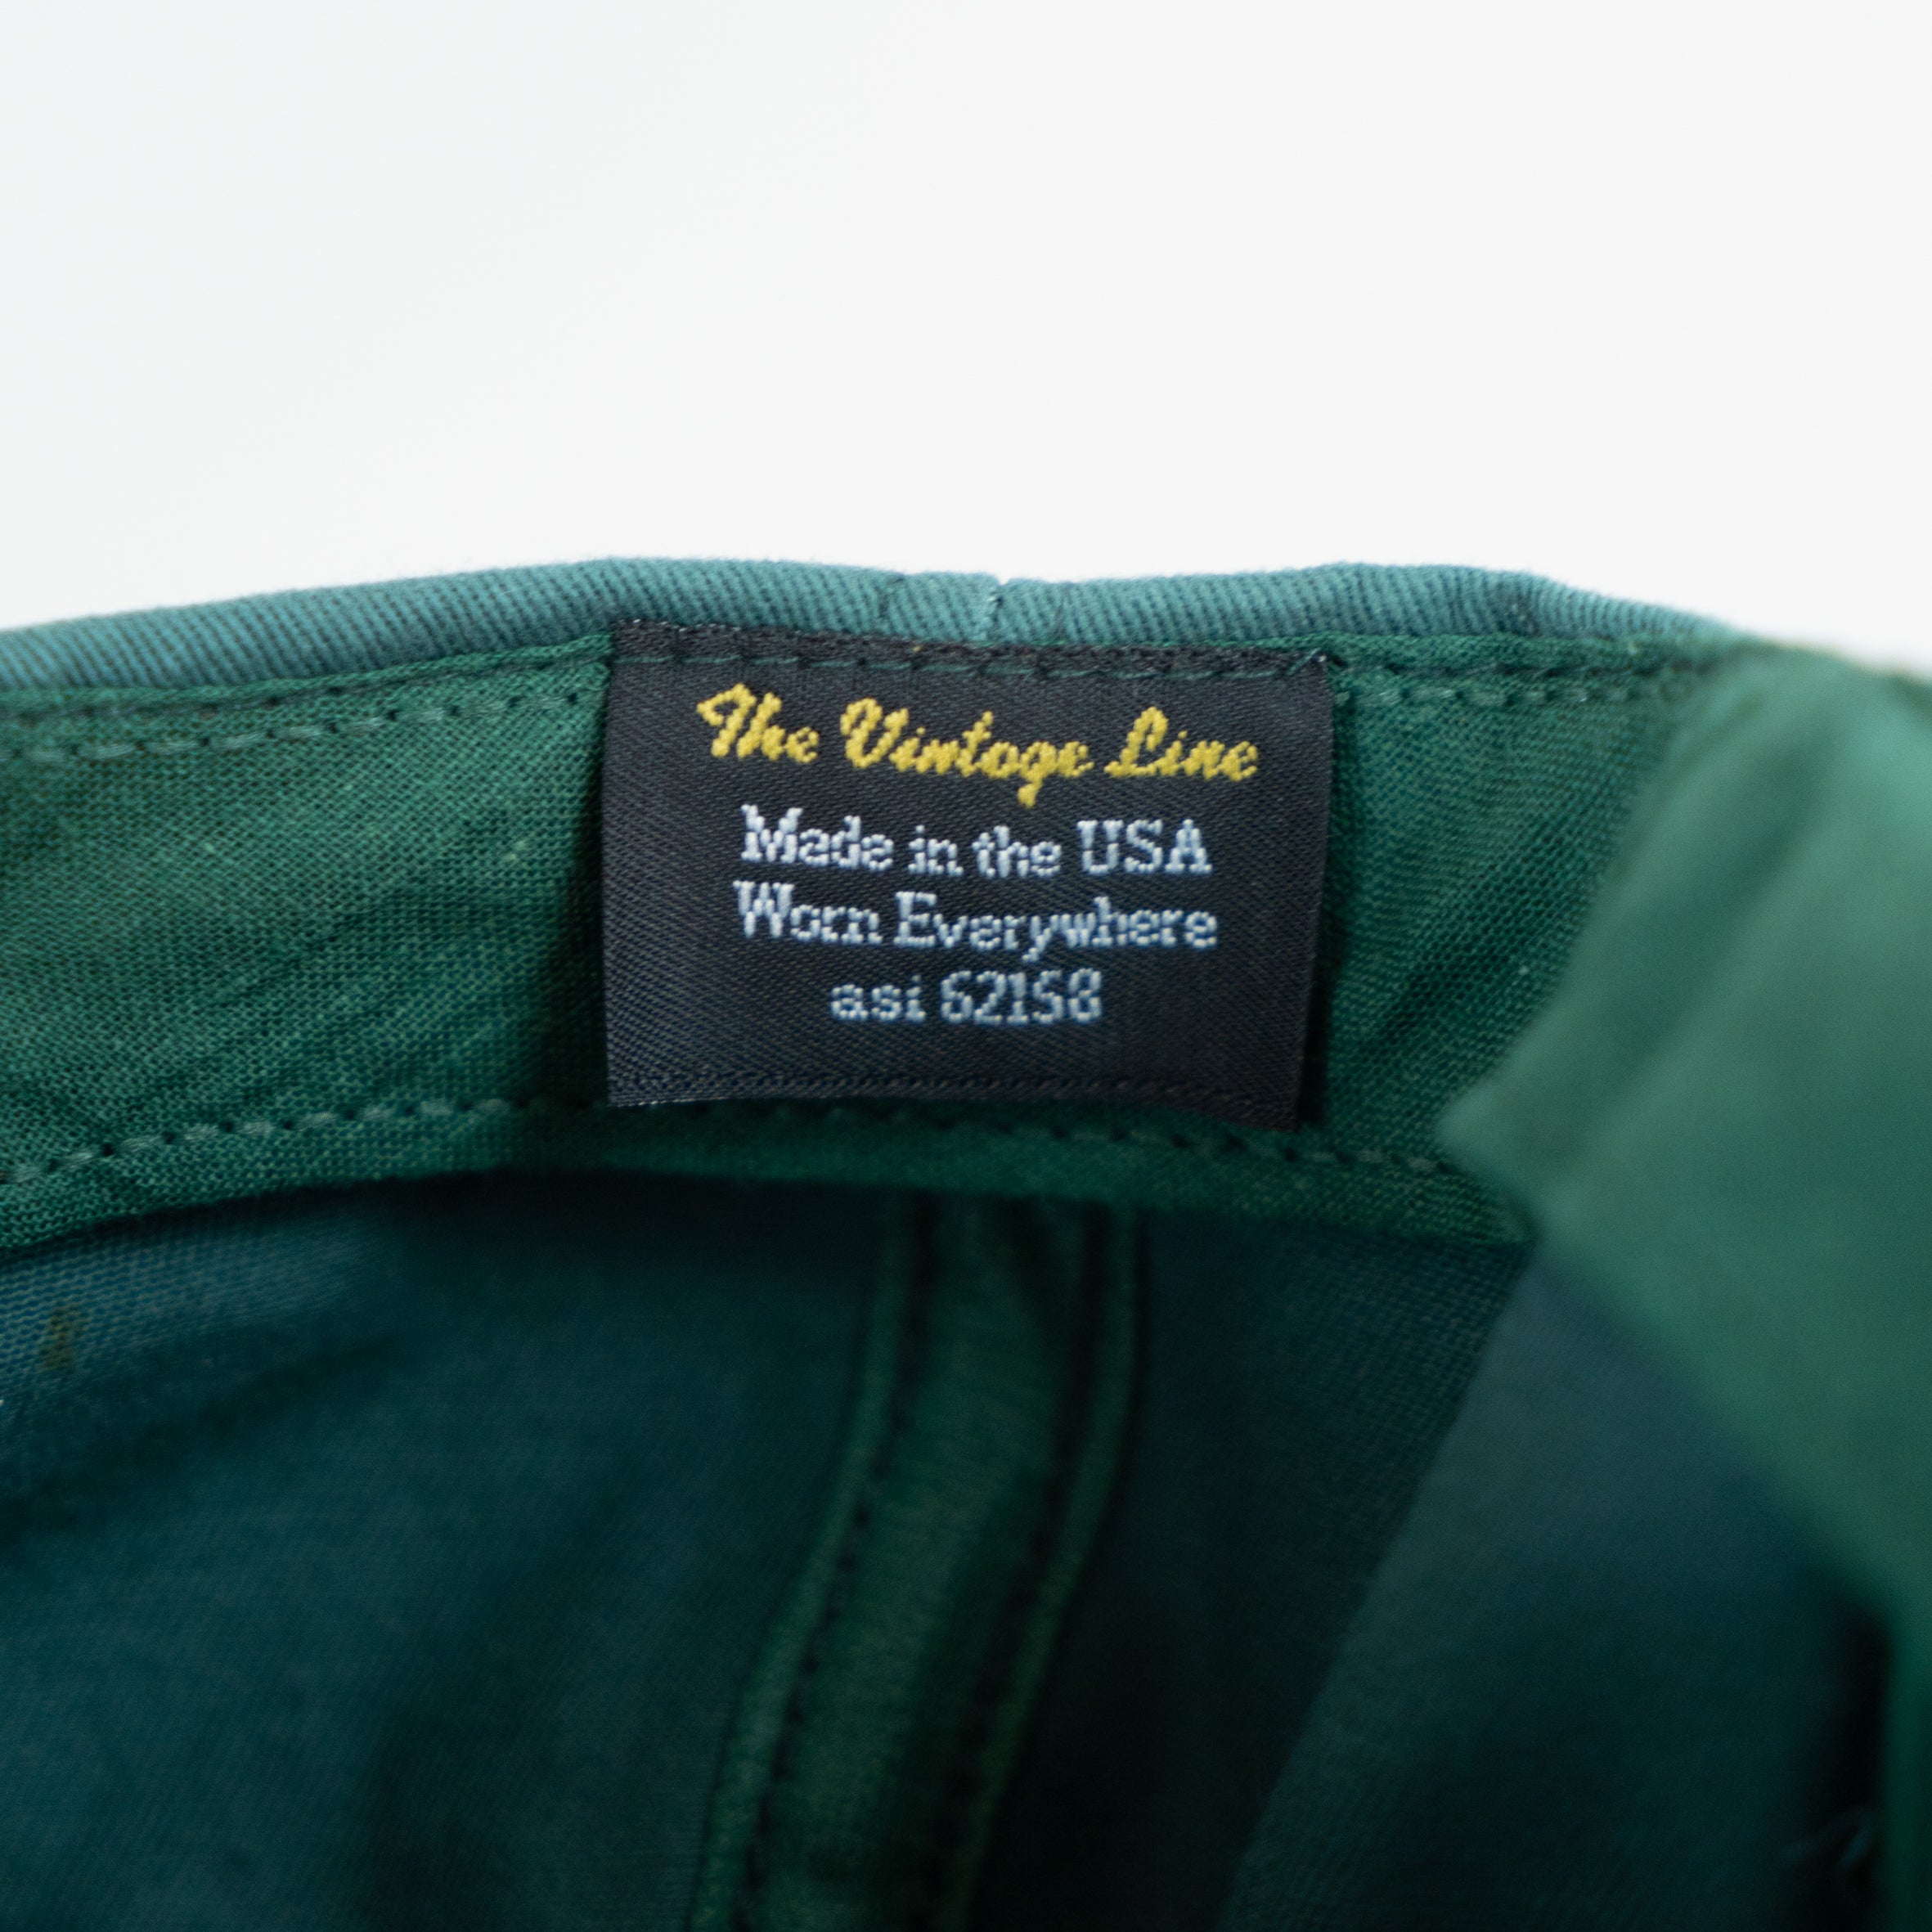 The Vintage Line
Made in the USA
Worn Everywhere
asi 62158